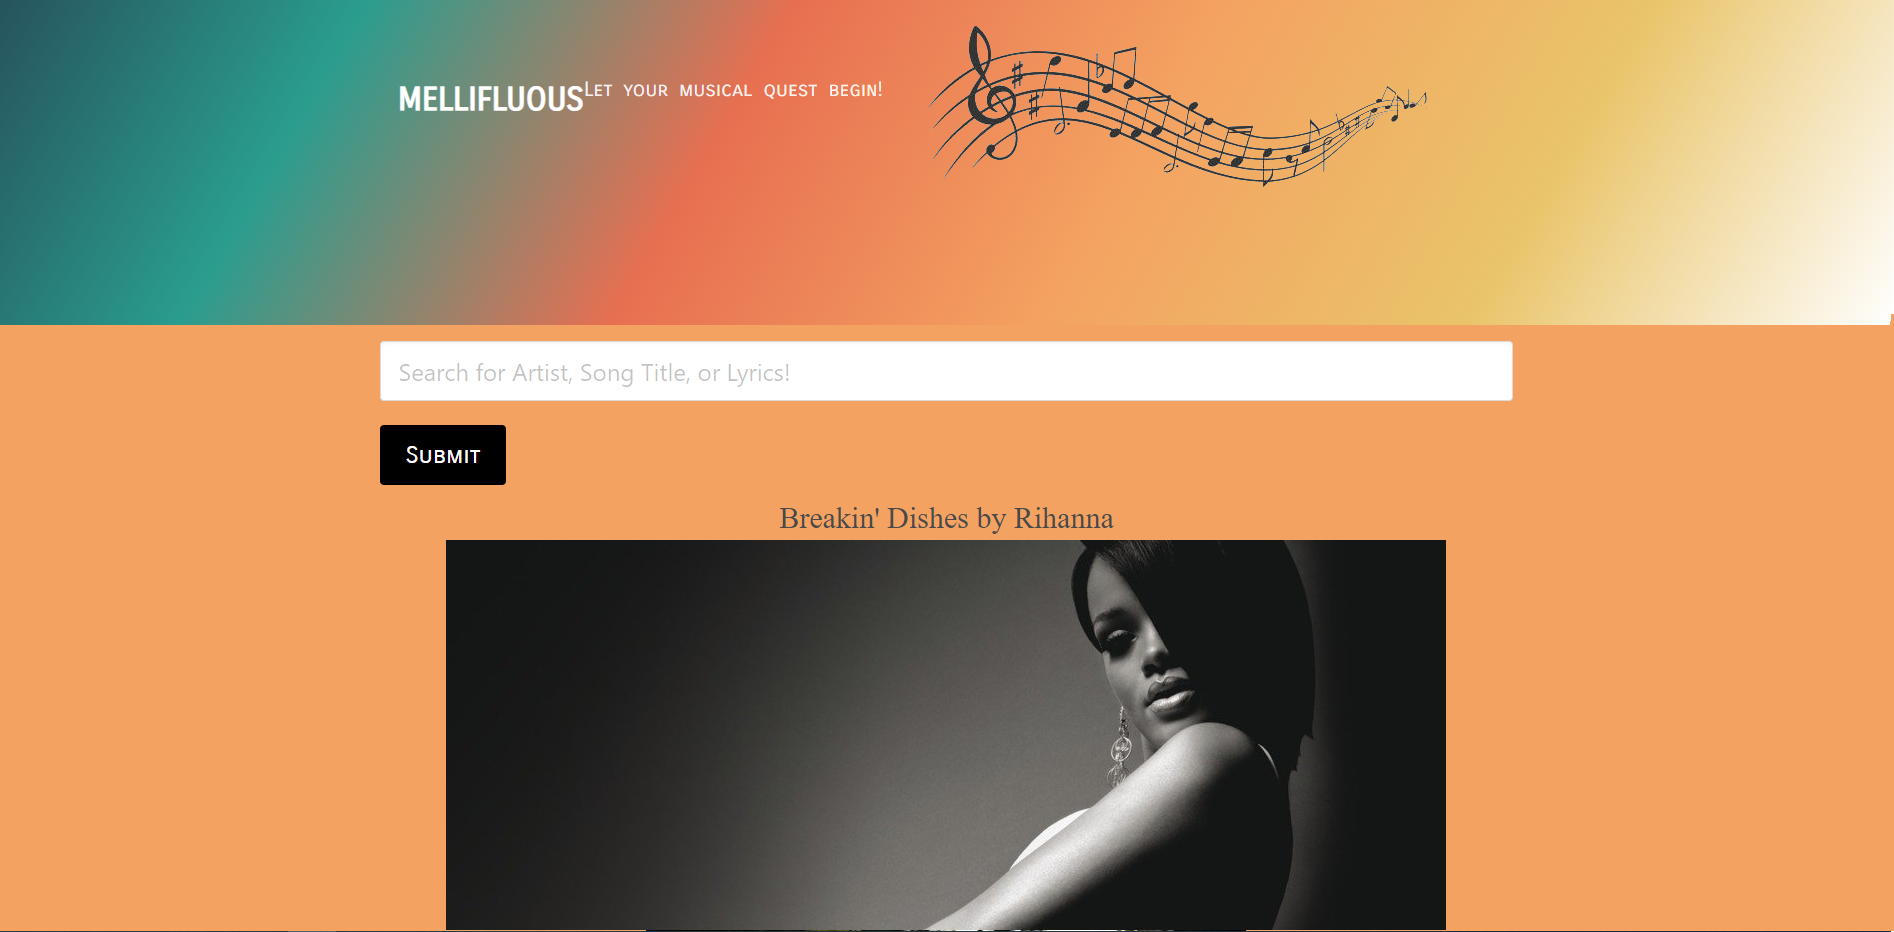 MELLIFLUOUS Let your musical quest begin!
Search for Artist, Song Title, or Lyrics!
Submit
Breakin' Dishes by Rihanna